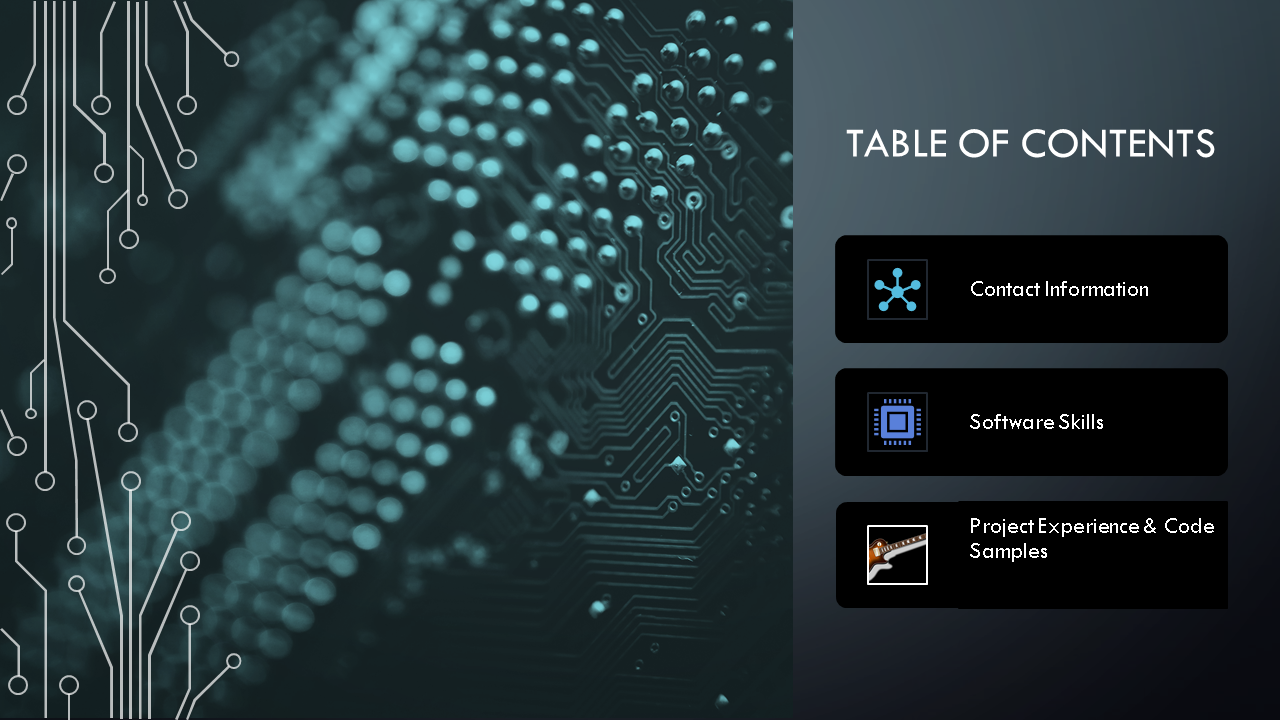 TABLE OF CONTENTS
Contact Information
Software Skills
Project Experience & Code
Samples